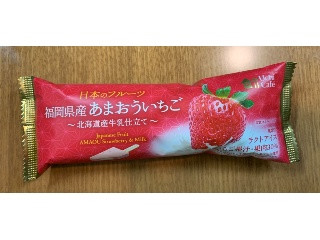 日本のフルーツ
福岡県産あまおういちご
～北海道産牛乳仕立て～
Japanese Fruit
AMAOU Strawberry & Milk
Uchi Café
ラクトアイス